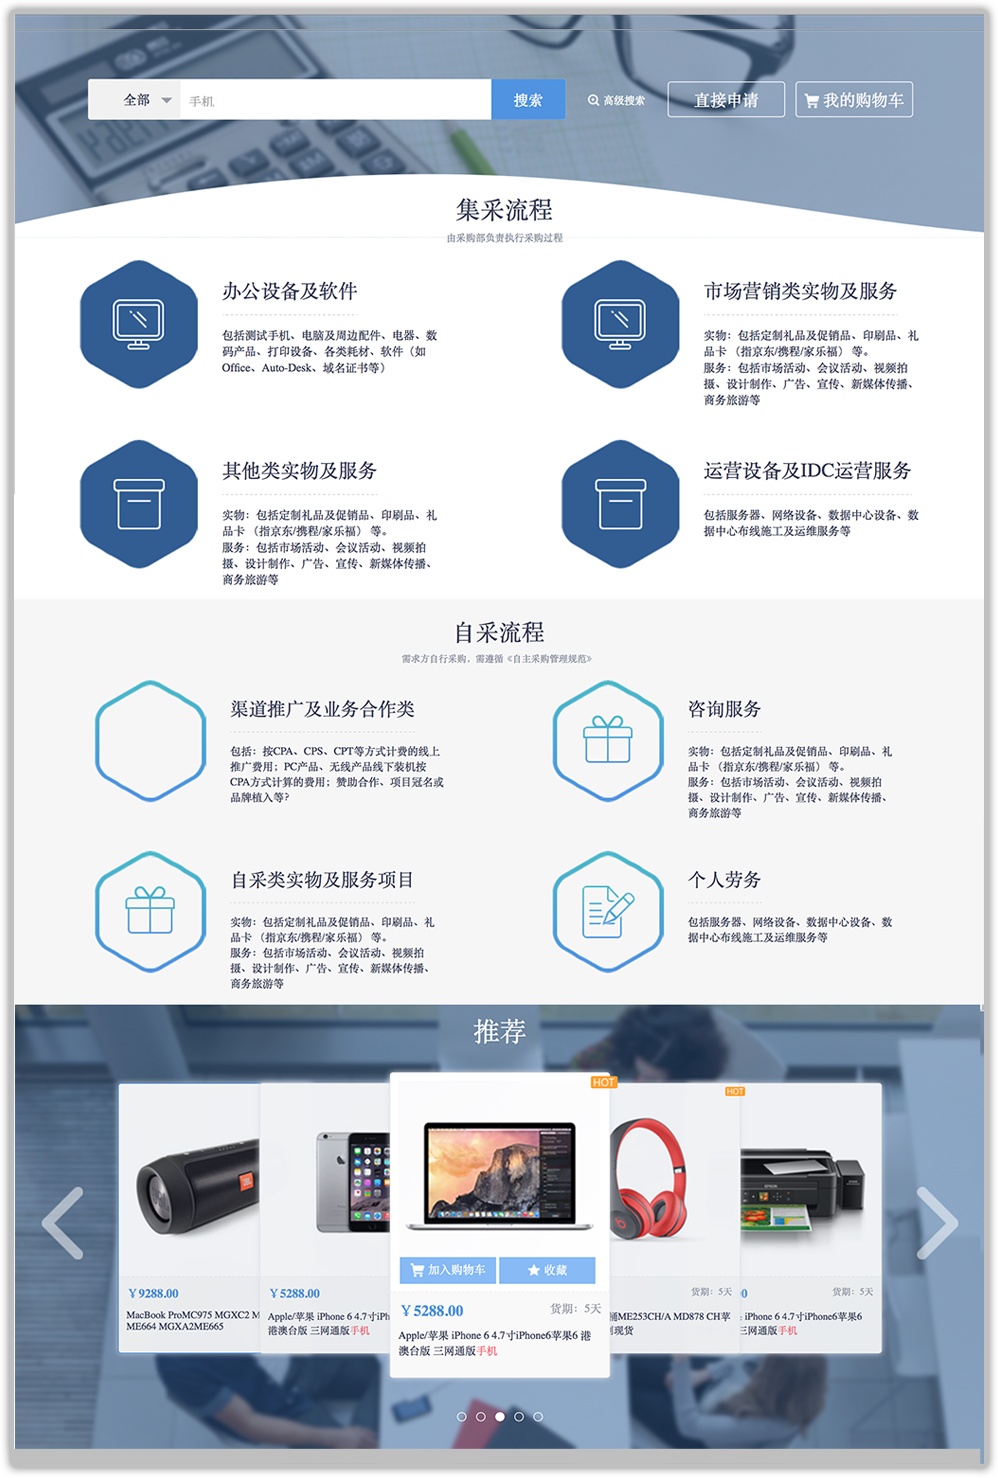 全部
手机
搜索
高级搜索
直接申请
我的购物车
集采流程
由采购部负责执行采购过程
办公设备及软件
包括测试手机、电脑及周边配件、电器、数
码产品、打印设备、各类耗材、软件（如
Office、Auto-Desk、域名证书等）
市场营销类实物及服务
实物：包括定制礼品及促销品、印刷品、礼
品卡 （指京东/携程/家乐福） 等。
服务：包括市场活动、会议活动、视频拍
摄、设计制作、广告、宣传、新媒体传播、
商务旅游等
其他类实物及服务
实物：包括定制礼品及促销品、印刷品、礼
品卡 （指京东/携程/家乐福） 等。
服务：包括市场活动、会议活动、视频拍
摄、设计制作、广告、宣传、新媒体传播、
商务旅游等
运营设备及IDC运营服务
包括服务器、网络设备、数据中心设备、数
据中心布线施工及运维服务等
自采流程
需求方自行采购，需遵循《自主采购管理规范》
渠道推广及业务合作类
包括：按CPA、CPS、CPT等方式计费的线上
推广费用；PC产品、无线产品线下装机按
CPA方式计算的费用；赞助合作、项目冠名或
品牌植入等?
咨询服务
实物：包括定制礼品及促销品、印刷品、礼
品卡 （指京东/携程/家乐福） 等。
服务：包括市场活动、会议活动、视频拍
摄、设计制作、广告、宣传、新媒体传播、
商务旅游等
自采类实物及服务项目
实物：包括定制礼品及促销品、印刷品、礼
品卡 （指京东/携程/家乐福） 等。
服务：包括市场活动、会议活动、视频拍
摄、设计制作、广告、宣传、新媒体传播、
商务旅游等
个人劳务
包括服务器、网络设备、数据中心设备、数
据中心布线施工及运维服务等
推荐
HOT
HOT
JBL
EPSON
加入购物车
收藏
￥9288.00
MacBook ProMC975 MGXC2 M
ME664 MGXA2ME665
￥5288.00
Apple/苹果 iPhone 6 4.7寸iPh
港澳台版 三网通版手机
￥5288.00
货期：5天
Apple/苹果 iPhone 6 4.7寸iPhone6苹果6 港
澳台版 三网通版手机
货期：5天
ME253CH/A MD878 CH苹
现货
0
货期：5天
iPhone 6 4.7寸iPhone6苹果6
三网通版手机